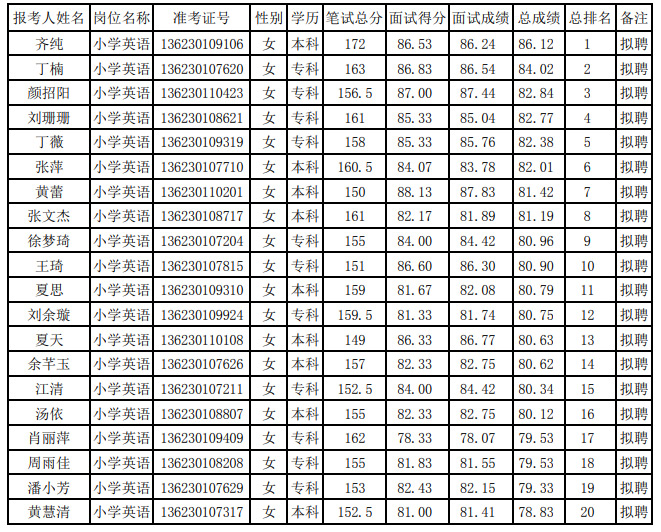 报考人姓名 岗位名称 准考证号 性别 学历 笔试总分 面试得分 面试成绩 总成绩 总排名 备注
齐纯 小学英语 136230109106 女 本科 172 86.53 86.24 86.12 1 拟聘
丁楠 小学英语 136230107620 女 专科 163 86.83 86.54 84.02 2 拟聘
颜招阳 小学英语 136230110423 女 专科 156.5 87.00 87.44 82.84 3 拟聘
刘珊珊 小学英语 136230108621 女 专科 161 85.33 85.04 82.77 4 拟聘
丁薇 小学英语 136230109319 女 专科 158 85.33 85.76 82.38 5 拟聘
张萍 小学英语 136230107710 女 本科 160.5 84.07 83.78 82.01 6 拟聘
黄蕾 小学英语 136230110201 女 本科 150 88.13 87.83 81.42 7 拟聘
张文杰 小学英语 136230108717 女 本科 161 82.17 81.89 81.19 8 拟聘
徐梦琦 小学英语 136230107204 女 专科 155 84.00 84.42 80.96 9 拟聘
王琦 小学英语 136230107815 女 专科 151 86.60 86.30 80.90 10 拟聘
夏思 小学英语 136230109310 女 本科 159 81.67 82.08 80.79 11 拟聘
刘余璇 小学英语 136230109924 女 专科 159.5 81.33 81.74 80.75 12 拟聘
夏天 小学英语 136230110108 女 本科 149 86.33 86.77 80.63 13 拟聘
余芊玉 小学英语 136230107626 女 本科 157 82.33 82.75 80.62 14 拟聘
江清 小学英语 136230107211 女 专科 152.5 84.00 84.42 80.34 15 拟聘
汤依 小学英语 136230108807 女 本科 155 82.33 82.75 80.12 16 拟聘
肖丽萍 小学英语 136230109409 女 专科 162 78.33 78.07 79.53 17 拟聘
周雨佳 小学英语 136230108208 女 专科 155 81.83 81.55 79.53 18 拟聘
潘小芳 小学英语 136230107629 女 专科 153 82.43 82.15 79.33 19 拟聘
黄慧清 小学英语 136230107317 女 本科 152.5 81.00 81.41 78.83 20 拟聘